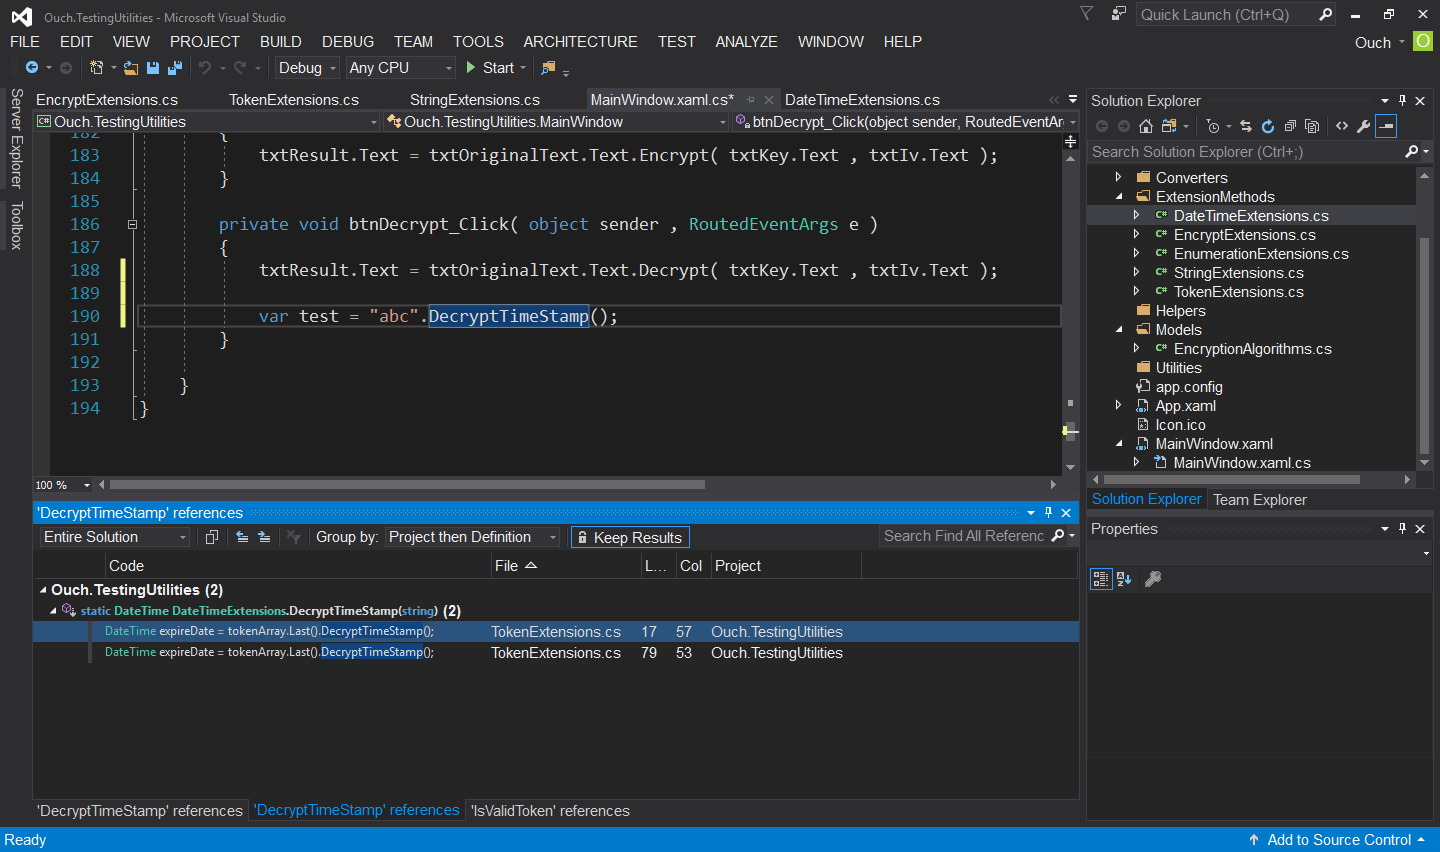 Ouch.TestingUtilities - Microsoft Visual Studio
Quick Launch (Ctrl+Q)
FILE EDIT VIEW PROJECT BUILD DEBUG TEAM TOOLS ARCHITECTURE TEST ANALYZE WINDOW HELP
Ouch O
Debug Any CPU Start
Server Explorer
Toolbox
EncryptExtensions.cs TokenExtensions.cs StringExtensions.cs MainWindow.xaml.cs* DateTimeExtensions.cs
Ouch.TestingUtilities Ouch.TestingUtilities.MainWindow btnDecrypt_Click(object sender, RoutedEventAr
182 {
183 txtResult.Text = txtOriginalText.Text.Encrypt( txtKey.Text , txtIv.Text );
184 }
185
186 private void btnDecrypt_Click( object sender , RoutedEventArgs e )
187 {
188 txtResult.Text = txtOriginalText.Text.Decrypt( txtKey.Text , txtIv.Text );
189
190 var test = "abc".DecryptTimeStamp();
191 }
192
193 }
194 }
100 %
'DecryptTimeStamp' references
Entire Solution Group by: Project then Definition Keep Results Search Find All Referenc
Code File L... Col Project
Ouch.TestingUtilities (2)
static DateTime DateTimeExtensions.DecryptTimeStamp(string) (2)
DateTime expireDate = tokenArray.Last().DecryptTimeStamp(); TokenExtensions.cs 17 57 Ouch.TestingUtilities
DateTime expireDate = tokenArray.Last().DecryptTimeStamp(); TokenExtensions.cs 79 53 Ouch.TestingUtilities
'DecryptTimeStamp' references 'DecryptTimeStamp' references 'IsValidToken' references
Solution Explorer
Search Solution Explorer (Ctrl+;)
Converters
ExtensionMethods
C# DateTimeExtensions.cs
C# EncryptExtensions.cs
C# EnumerationExtensions.cs
C# StringExtensions.cs
C# TokenExtensions.cs
Helpers
Models
C# EncryptionAlgorithms.cs
Utilities
app.config
App.xaml
Icon.ico
MainWindow.xaml
MainWindow.xaml.cs
Solution Explorer Team Explorer
Properties
Ready
Add to Source Control